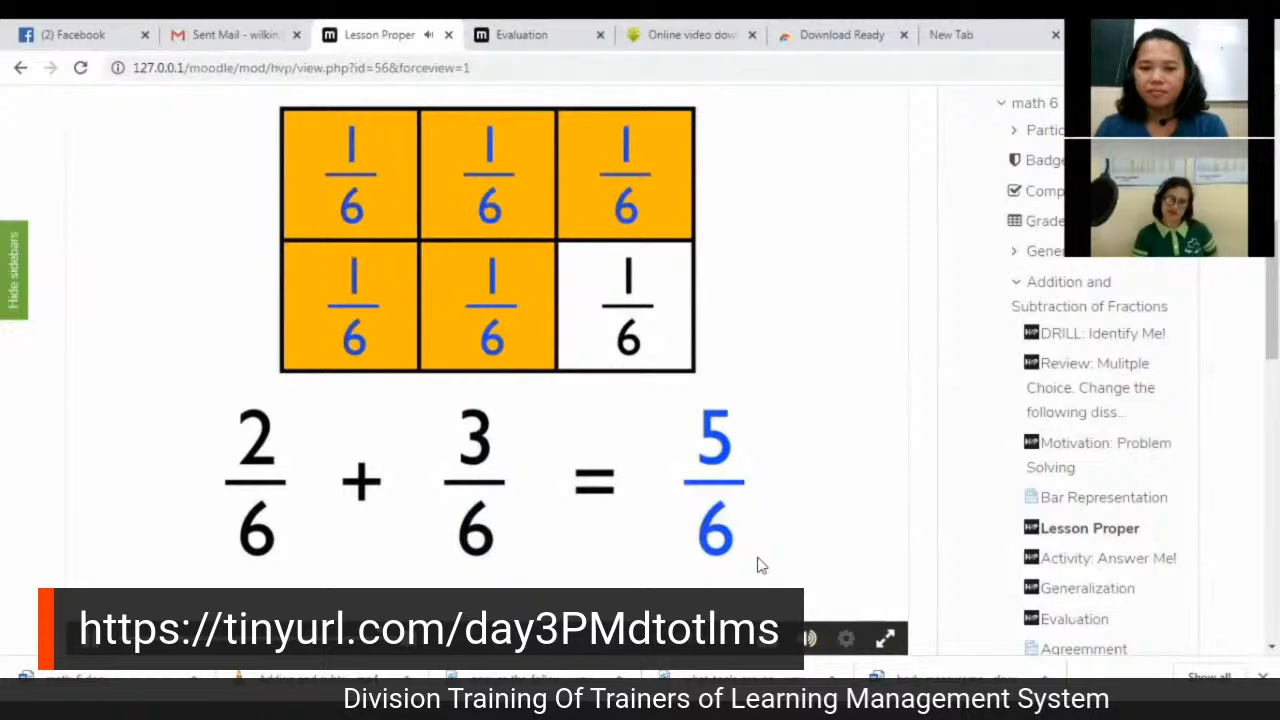 (2) Facebook
Sent Mail - wilkin
Lesson Proper
Evaluation
Online video dow
Download Ready
New Tab
127.0.0.1/moodle/mod/hvp/view.php?id=56&forceview=1
1/6 1/6 1/6
1/6 1/6 1/6
2/6 + 3/6 = 5/6
Hide sidebars
math 6
Partic
Badge
Comp
Grade
Gener
Addition and
Subtraction of Fractions
H-P DRILL: Identify Me!
H-P Review: Mulitple
Choice. Change the
following diss...
H-P Motivation: Problem
Solving
Bar Representation
H-P Lesson Proper
H-P Activity: Answer Me!
H-P Generalization
H-P Evaluation
Agreemment
https://tinyurl.com/day3PMdtotlms
Show all
Division Training Of Trainers of Learning Management System